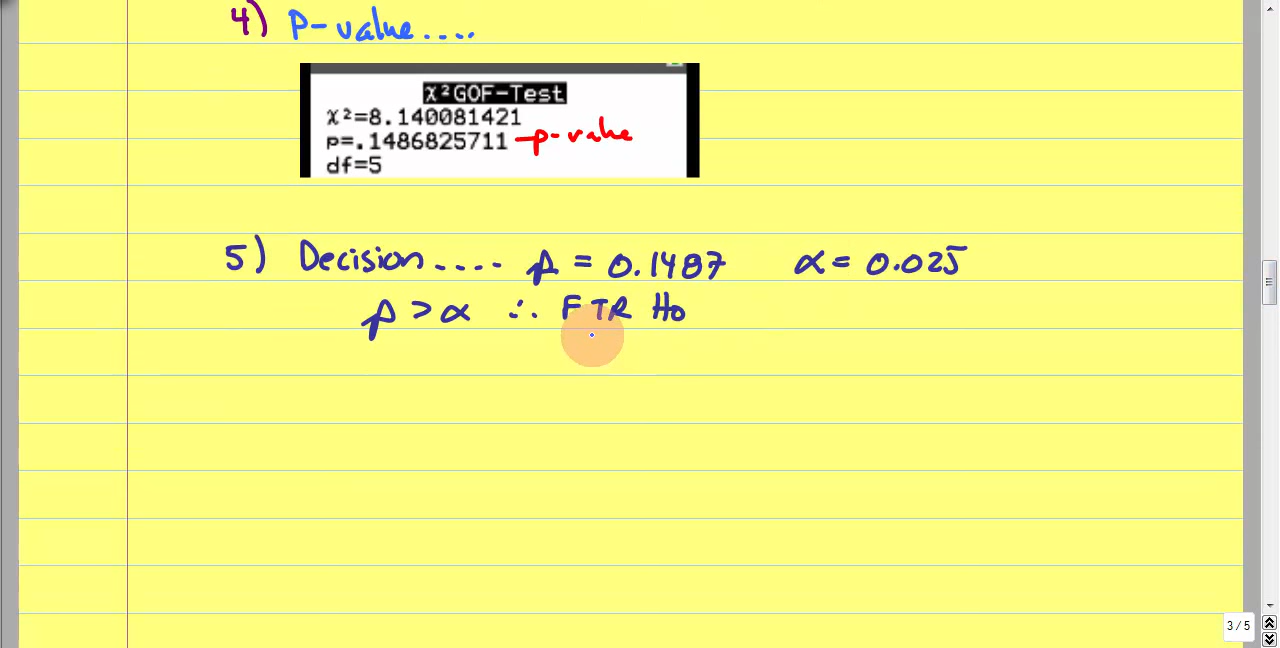 4) P-value....
χ²GOF-Test
χ²=8.140081421
p=.1486825711 -p-value
df=5
5) Decision.... p = 0.1487 α = 0.025
p > α ∴ FTR Ho
3 / 5